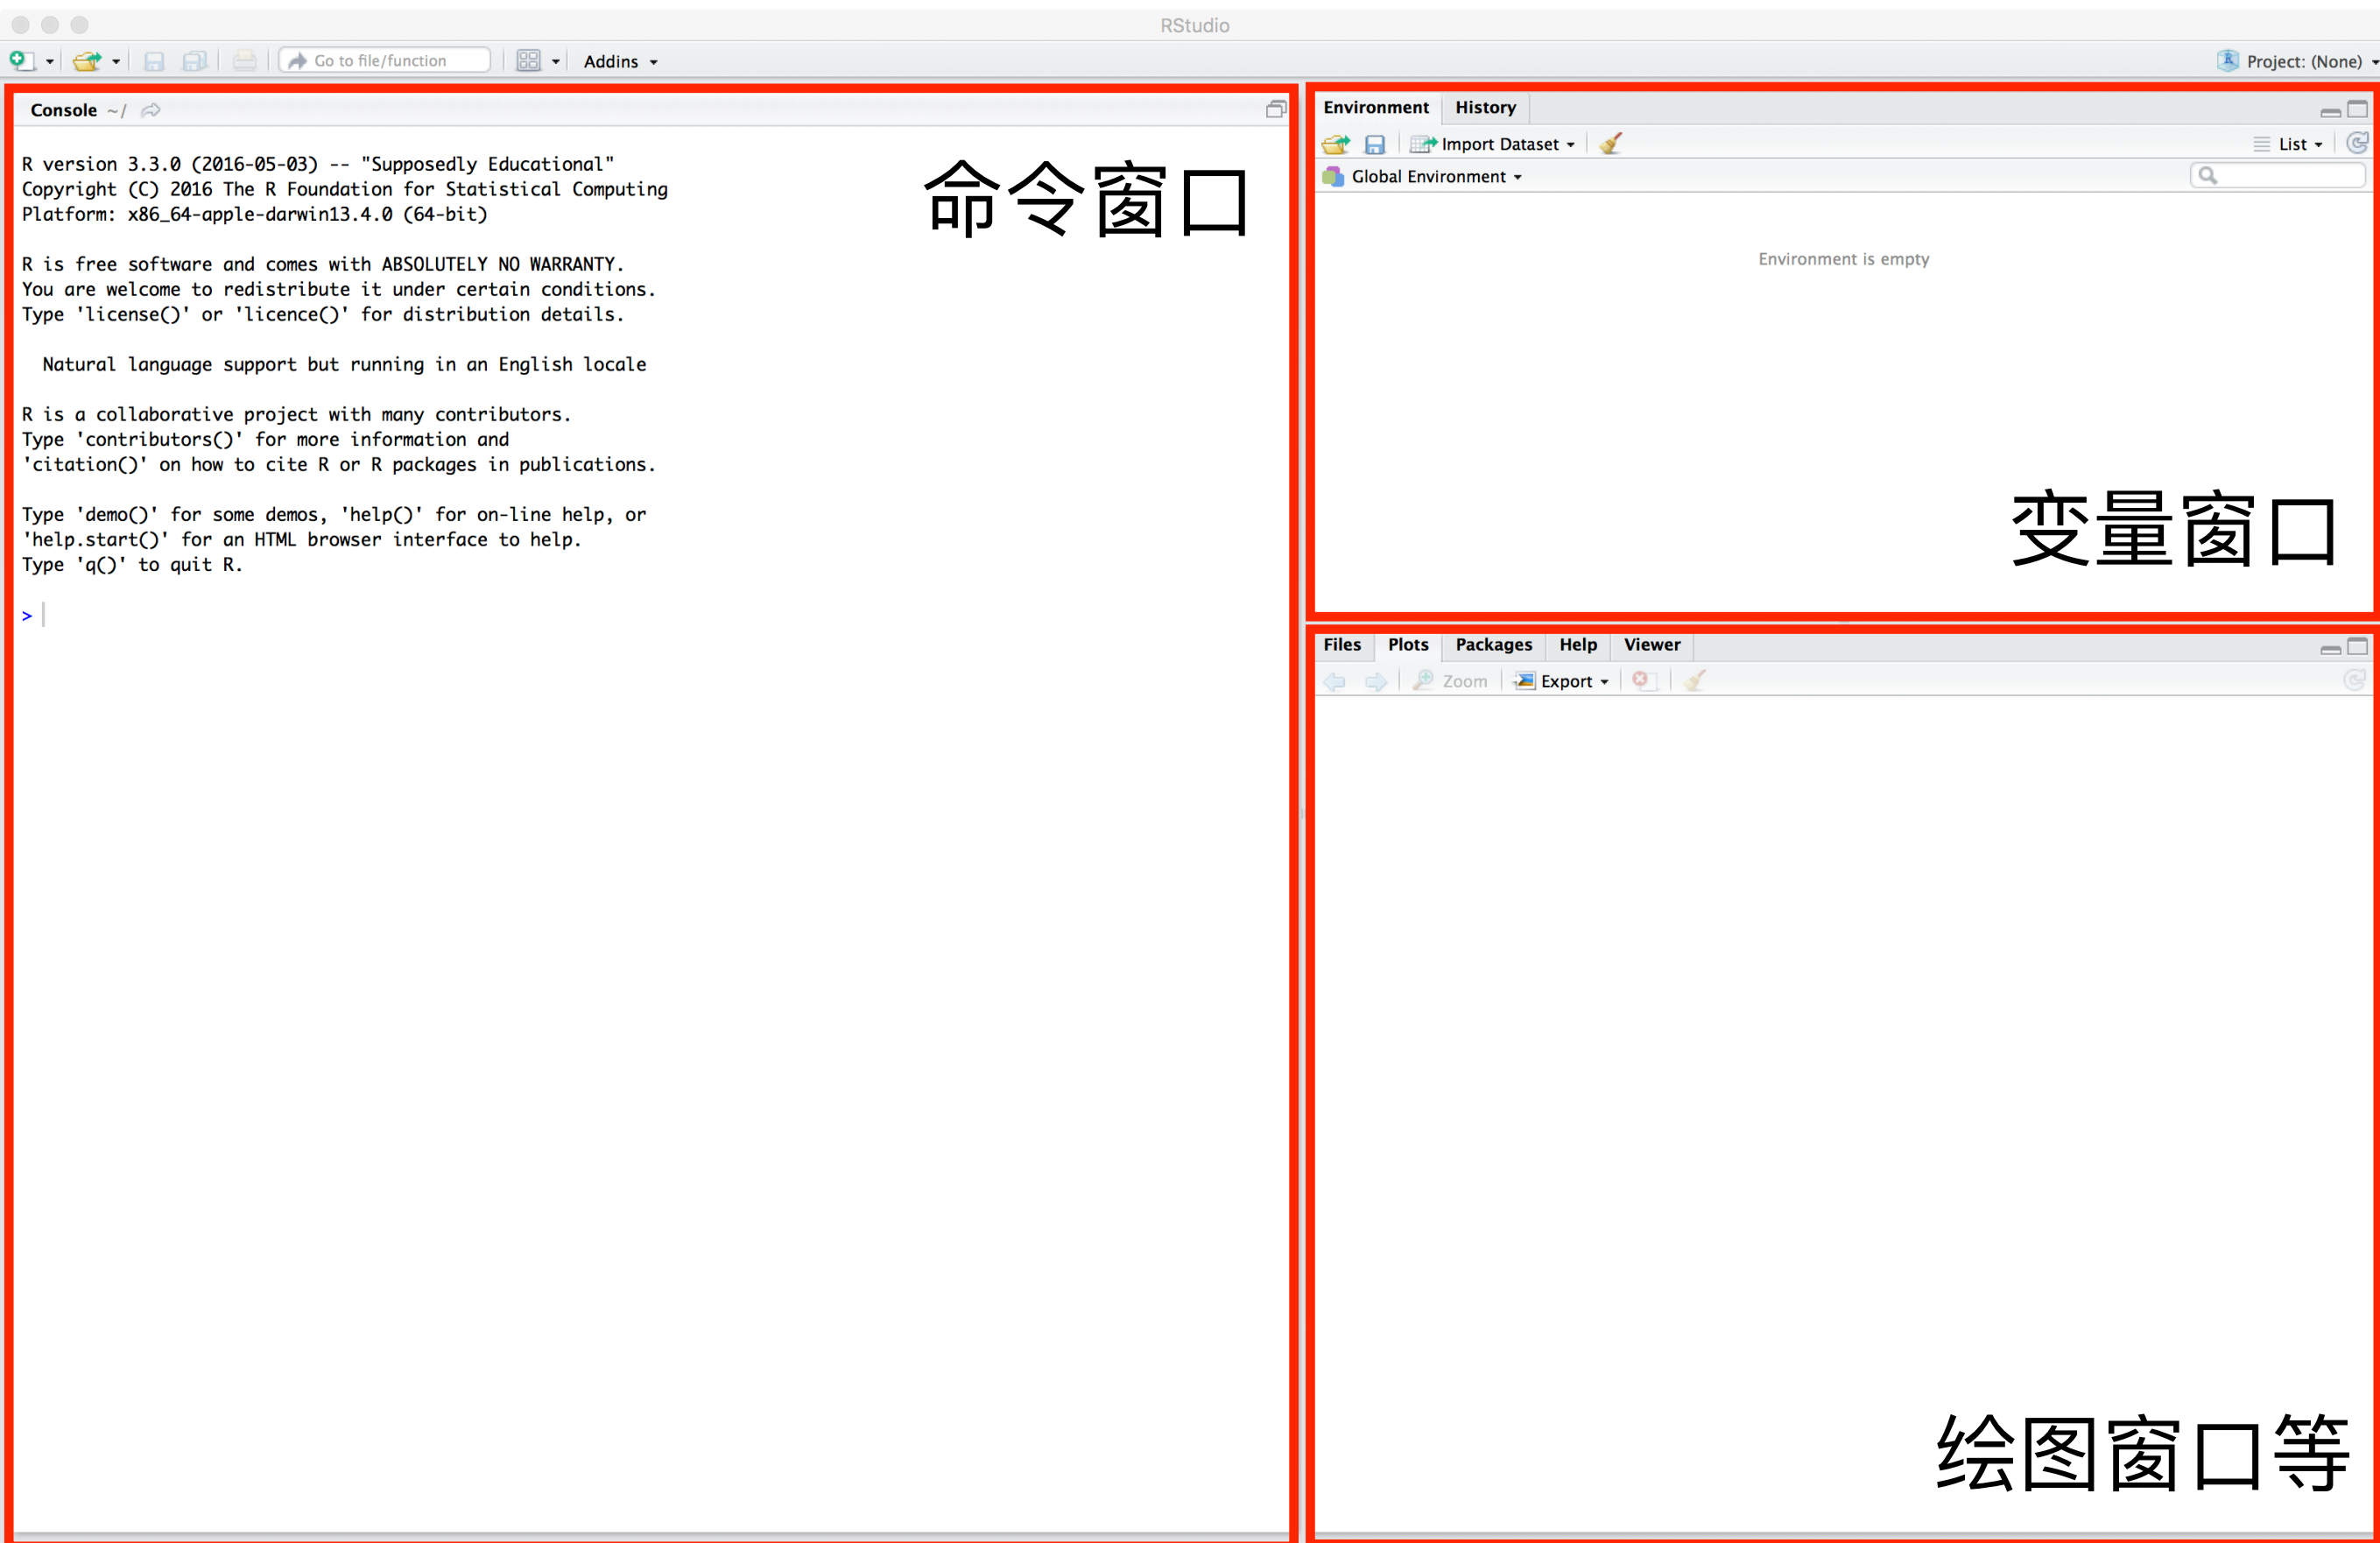 RStudio
Go to file/function
Addins
Project: (None)
Console ~/
R version 3.3.0 (2016-05-03) -- "Supposedly Educational"
Copyright (C) 2016 The R Foundation for Statistical Computing
Platform: x86_64-apple-darwin13.4.0 (64-bit)
R is free software and comes with ABSOLUTELY NO WARRANTY.
You are welcome to redistribute it under certain conditions.
Type 'license()' or 'licence()' for distribution details.
Natural language support but running in an English locale
R is a collaborative project with many contributors.
Type 'contributors()' for more information and
'citation()' on how to cite R or R packages in publications.
Type 'demo()' for some demos, 'help()' for on-line help, or
'help.start()' for an HTML browser interface to help.
Type 'q()' to quit R.
>
命令窗口
Environment History
Import Dataset List
Global Environment
Environment is empty
变量窗口
Files Plots Packages Help Viewer
Zoom Export
绘图窗口等